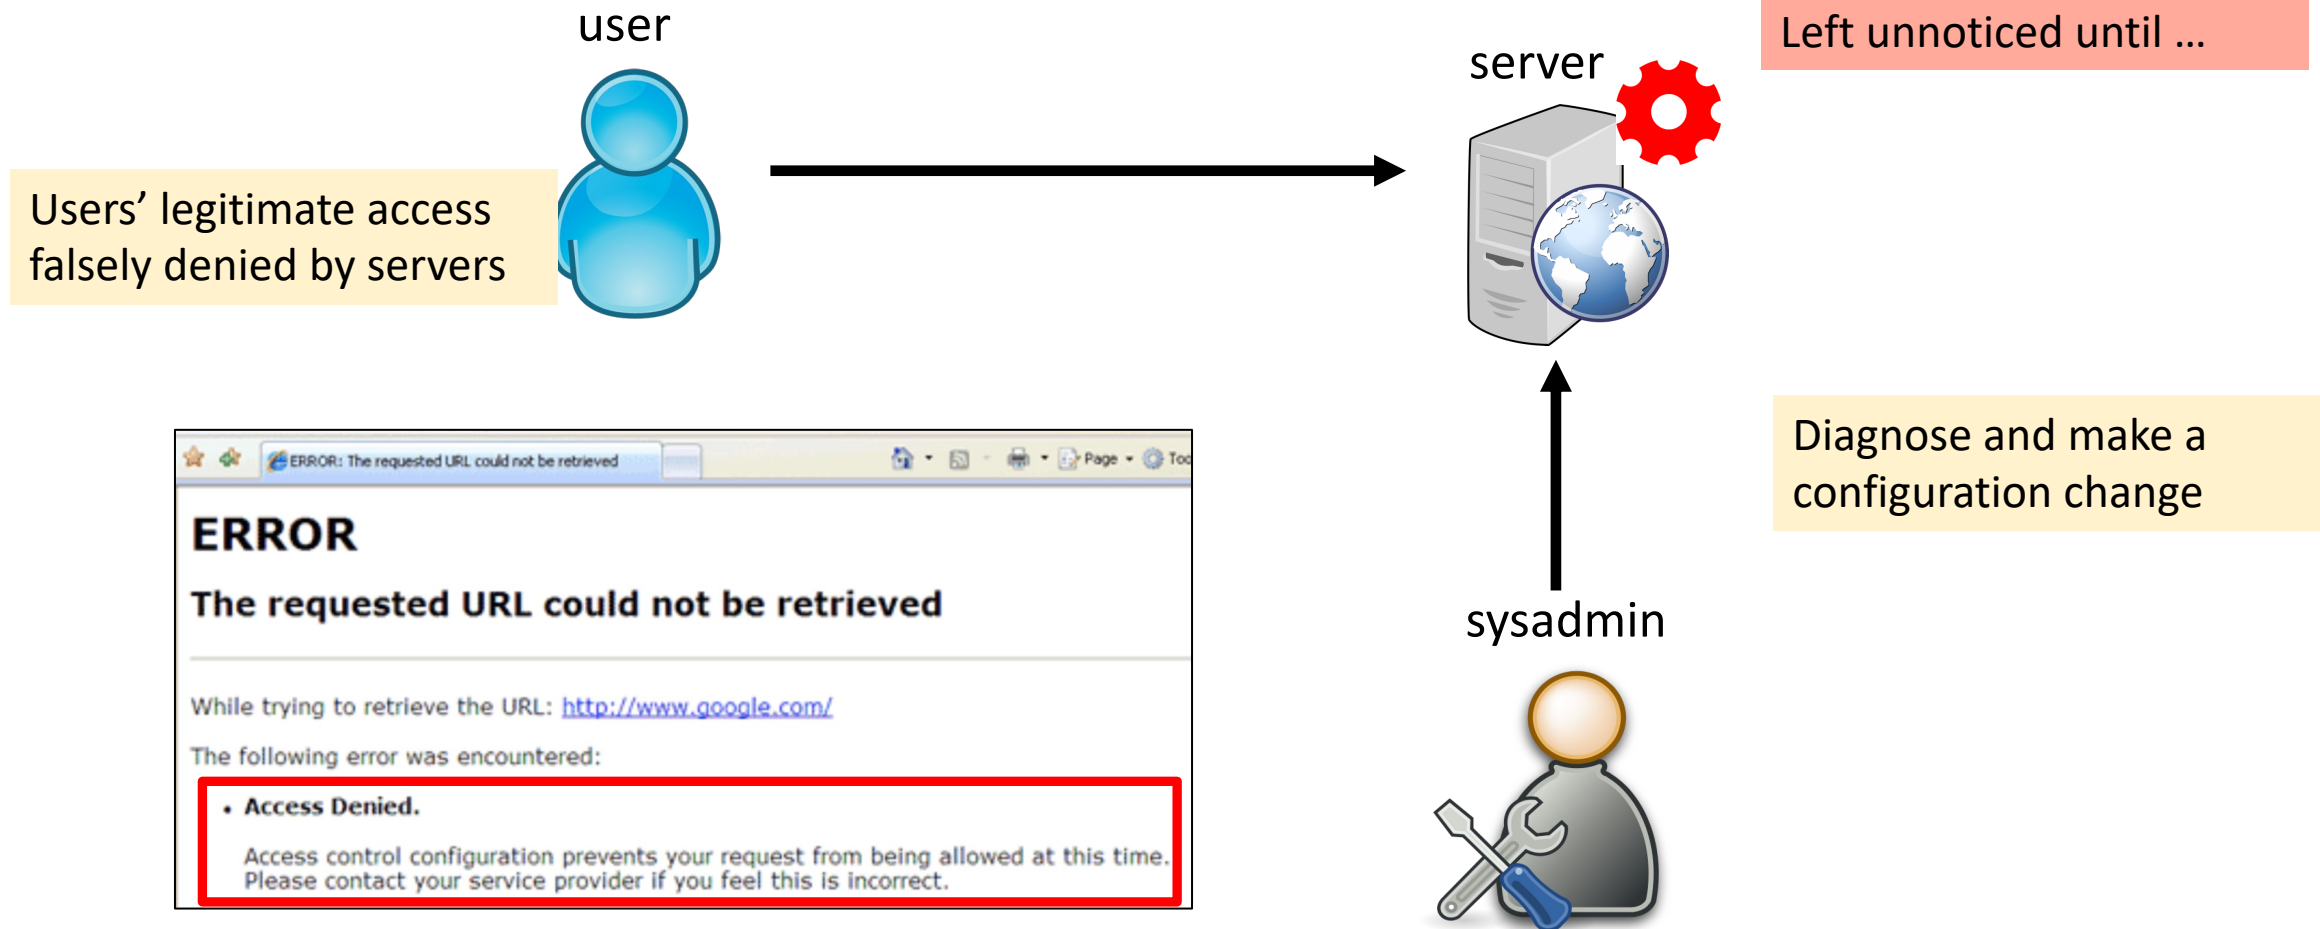 user
server
Left unnoticed until …
Users’ legitimate access
falsely denied by servers
Diagnose and make a
configuration change
sysadmin
ERROR: The requested URL could not be retrieved
Page
ERROR
The requested URL could not be retrieved
While trying to retrieve the URL: http://www.google.com/
The following error was encountered:
• Access Denied.
Access control configuration prevents your request from being allowed at this time.
Please contact your service provider if you feel this is incorrect.